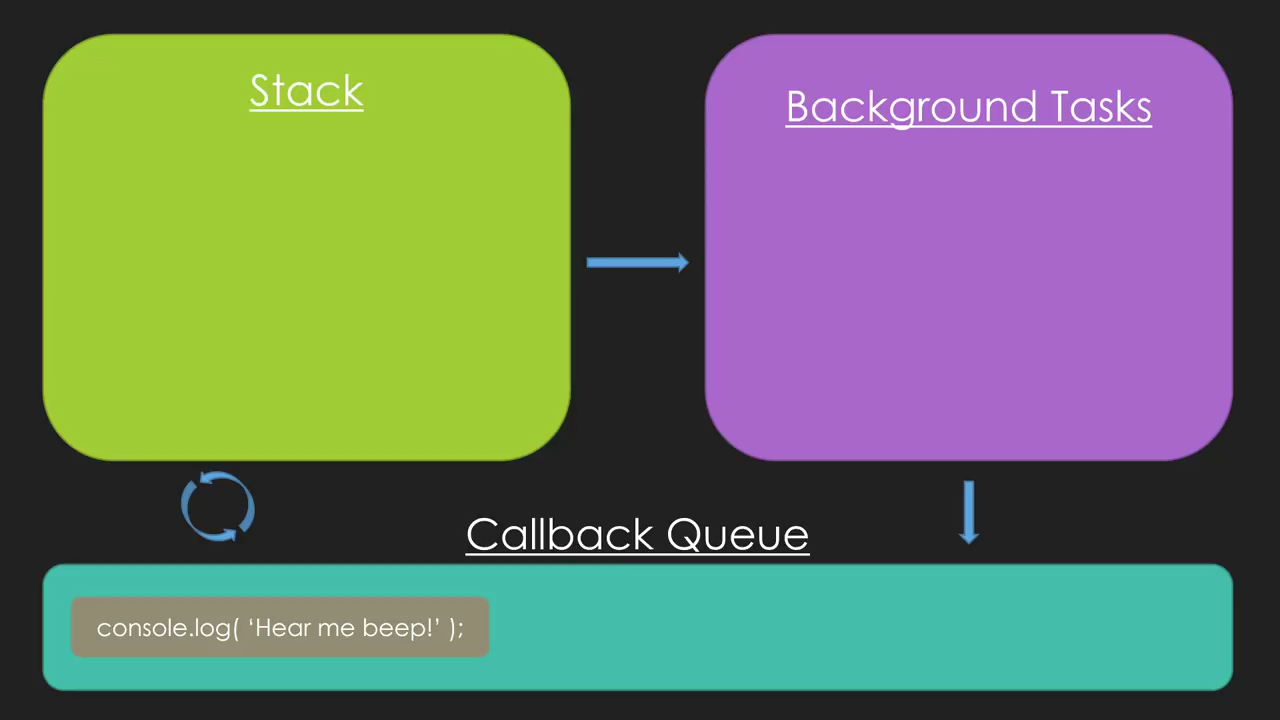 Stack
Background Tasks
Callback Queue
console.log( ‘Hear me beep!’ );